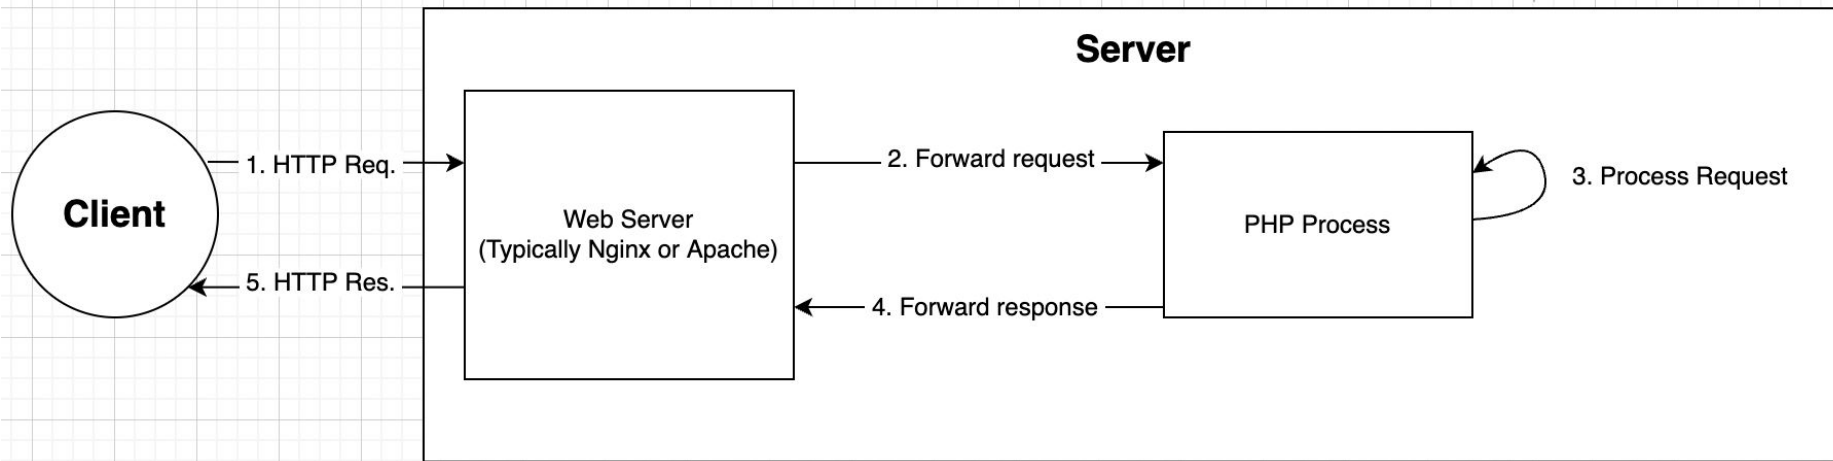 Server
Client
1. HTTP Req.
2. Forward request
3. Process Request
Web Server
(Typically Nginx or Apache)
PHP Process
5. HTTP Res.
4. Forward response